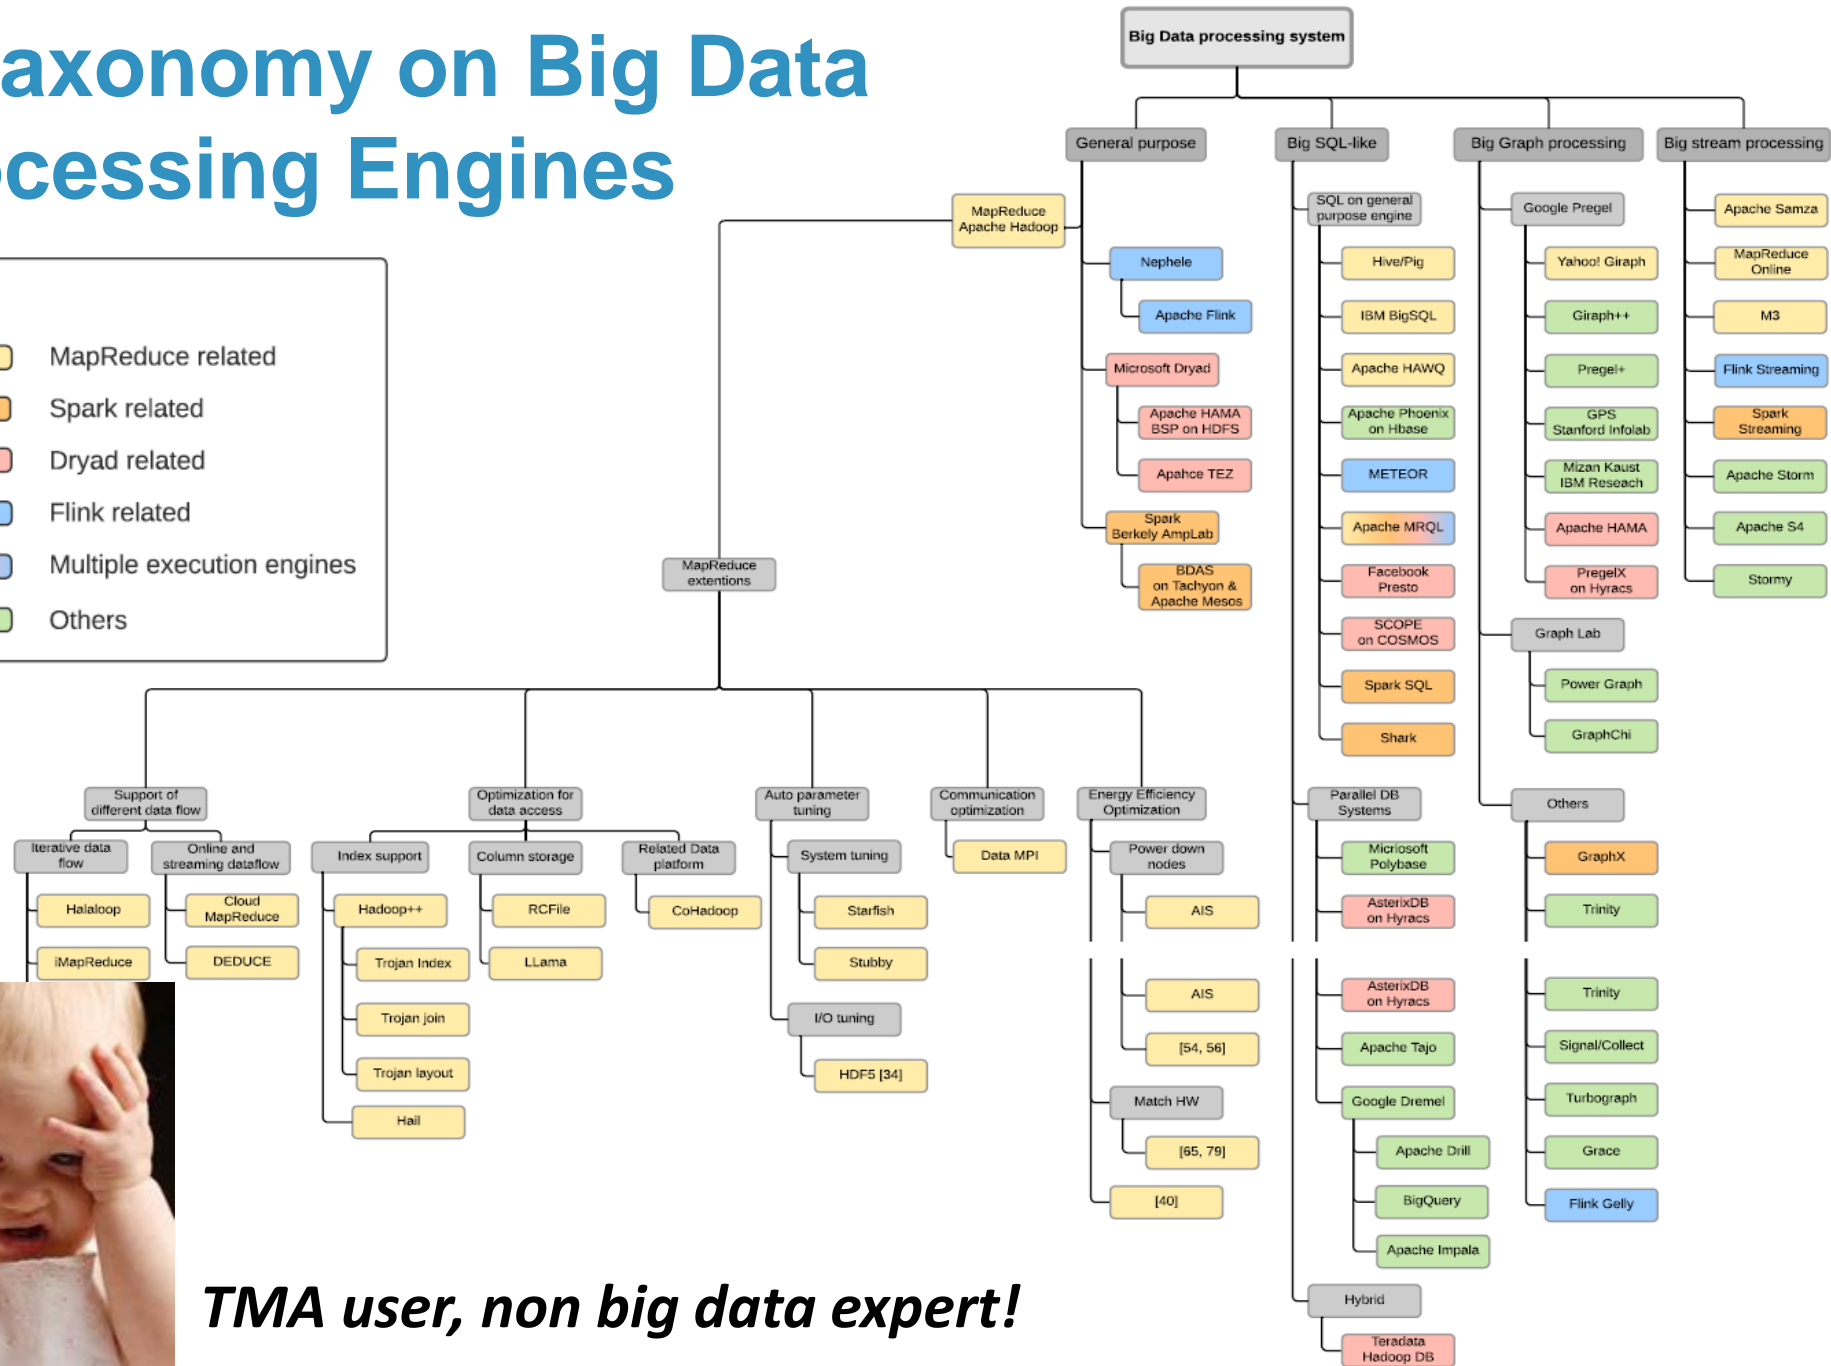 axonomy on Big Data
ocessing Engines
MapReduce related
Spark related
Dryad related
Flink related
Multiple execution engines
Others
Big Data processing system
General purpose
Big SQL-like
Big Graph processing
Big stream processing
MapReduce
Apache Hadoop
Nephele
Apache Flink
Microsoft Dryad
Apache HAMA
BSP on HDFS
Apahce TEZ
Spark
Berkely AmpLab
BDAS
on Tachyon &
Apache Mesos
SQL on general
purpose engine
Hive/Pig
IBM BigSQL
Apache HAWQ
Apache Phoenix
on Hbase
METEOR
Apache MRQL
Facebook
Presto
SCOPE
on COSMOS
Spark SQL
Shark
Parallel DB
Systems
Micriosoft
Polybase
AsterixDB
on Hyracs
AsterixDB
on Hyracs
Apache Tajo
Google Dremel
Apache Drill
BigQuery
Apache Impala
Hybrid
Teradata
Hadoop DB
Google Pregel
Yahoo! Giraph
Giraph++
Pregel+
GPS
Stanford Infolab
Mizan Kaust
IBM Reseach
Apache HAMA
PregelX
on Hyracs
Graph Lab
Power Graph
GraphChi
Others
GraphX
Trinity
Trinity
Signal/Collect
Turbograph
Grace
Flink Gelly
Apache Samza
MapReduce
Online
M3
Flink Streaming
Spark
Streaming
Apache Storm
Apache S4
Stormy
MapReduce
extentions
Support of
different data flow
Iterative data
flow
Halaloop
iMapReduce
Online and
streaming dataflow
Cloud
MapReduce
DEDUCE
Optimization for
data access
Index support
Hadoop++
Trojan Index
Trojan join
Trojan layout
Hail
Column storage
RCFile
LLama
Related Data
platform
CoHadoop
Auto parameter
tuning
System tuning
Starfish
Stubby
I/O tuning
HDF5 [34]
Communication
optimization
Data MPI
Energy Efficiency
Optimization
Power down
nodes
AIS
AIS
[54, 56]
Match HW
[65, 79]
[40]
TMA user, non big data expert!